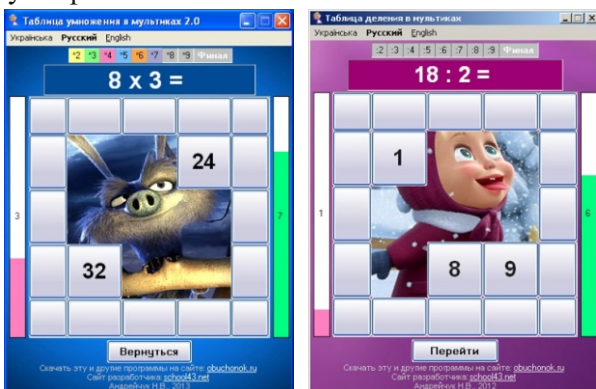 Таблица умножения в мультиках 2.0
Українська Русский English
*2 *3 *4 *5 *6 *7 *8 *9 Финал
8 x 3 =
24
3
7
32
Вернуться
Скачать эту и другие программы на сайте: obuchonok.ru
Сайт разработчика: school43.net
Андрейчук Н.В., 2013
Таблица деления в мультиках
Українська Русский English
:2 :3 :4 :5 :6 :7 :8 :9 Финал
18 : 2 =
1
1
6
8 9
Перейти
Скачать эту и другие программы на сайте: obuchonok.ru
Сайт разработчика: school43.net
Андрейчук Н.В., 2012